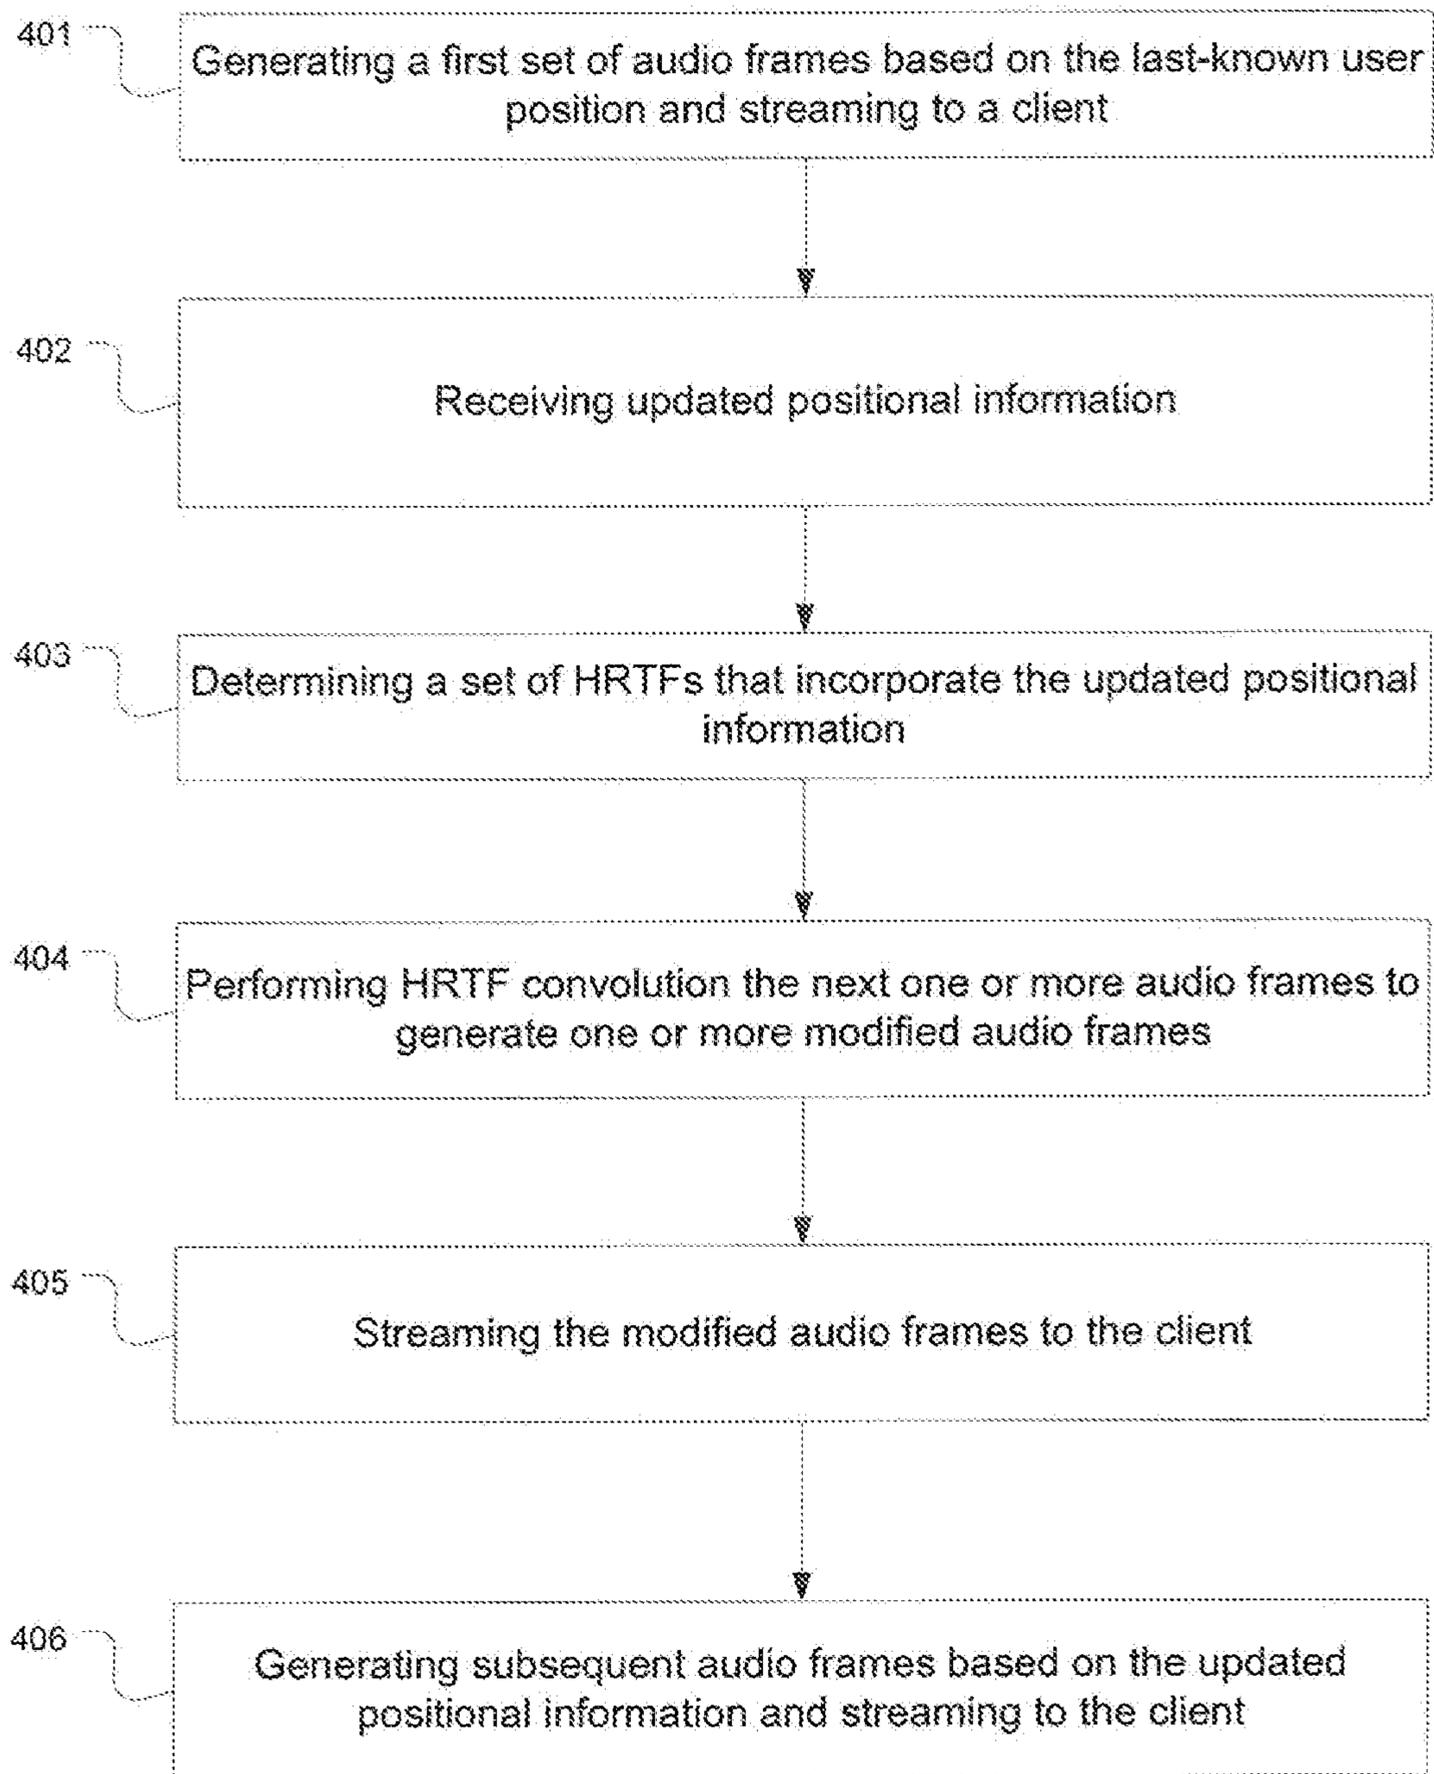 401
Generating a first set of audio frames based on the last-known user
position and streaming to a client
402
Receiving updated positional information
403
Determining a set of HRTFs that incorporate the updated positional
information
404
Performing HRTF convolution the next one or more audio frames to
generate one or more modified audio frames
405
Streaming the modified audio frames to the client
406
Generating subsequent audio frames based on the updated
positional information and streaming to the client